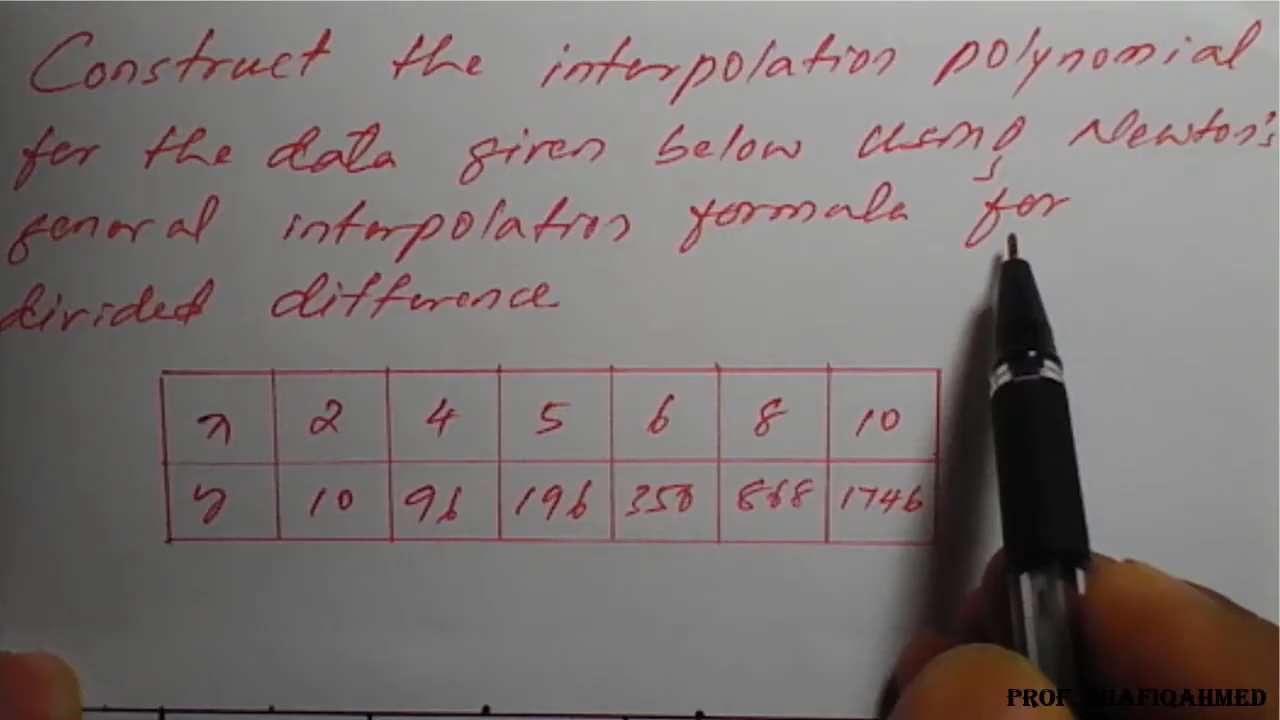 Construct the interpolation polynomial
for the data given below using Newton's
general interpolation formula for
divided difference
x 2 4 5 6 8 10
y 10 96 196 350 868 1746
PROF. SHAFIQAHMED